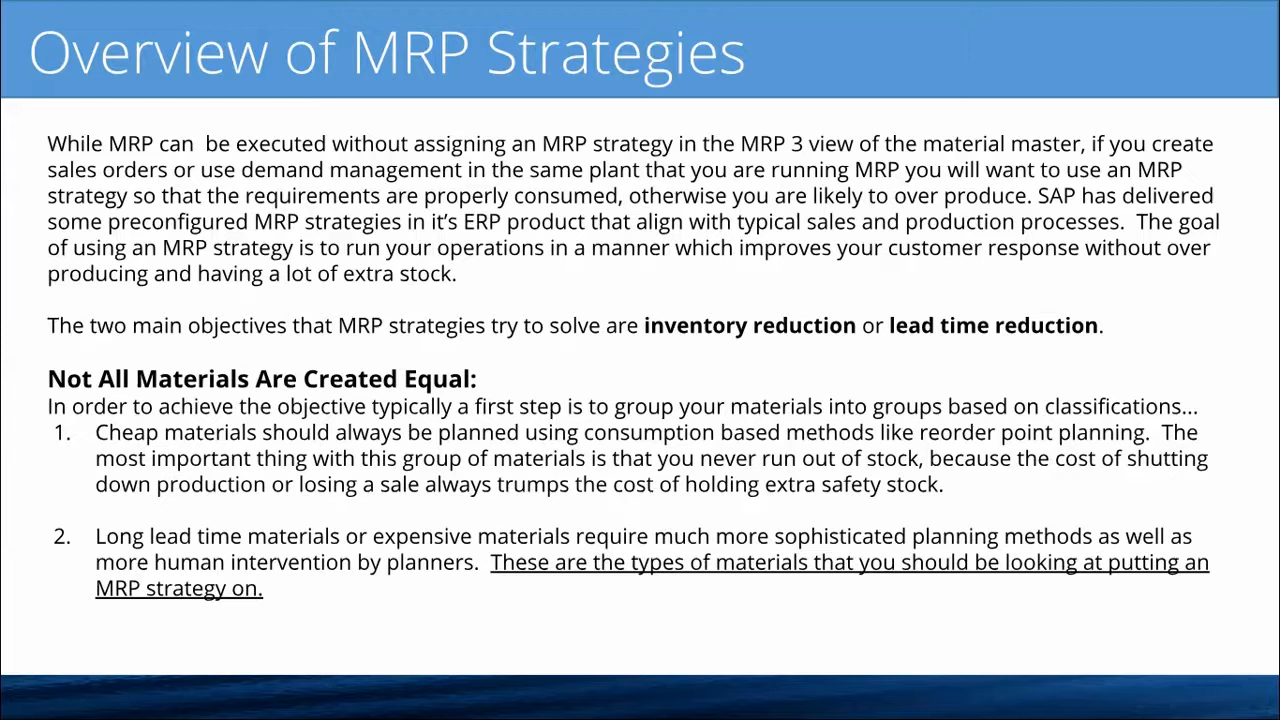 Overview of MRP Strategies
While MRP can  be executed without assigning an MRP strategy in the MRP 3 view of the material master, if you create
sales orders or use demand management in the same plant that you are running MRP you will want to use an MRP
strategy so that the requirements are properly consumed, otherwise you are likely to over produce. SAP has delivered
some preconfigured MRP strategies in it’s ERP product that align with typical sales and production processes.  The goal
of using an MRP strategy is to run your operations in a manner which improves your customer response without over
producing and having a lot of extra stock.
The two main objectives that MRP strategies try to solve are inventory reduction or lead time reduction.
Not All Materials Are Created Equal:
In order to achieve the objective typically a first step is to group your materials into groups based on classifications...
1. Cheap materials should always be planned using consumption based methods like reorder point planning.  The
most important thing with this group of materials is that you never run out of stock, because the cost of shutting
down production or losing a sale always trumps the cost of holding extra safety stock.
2. Long lead time materials or expensive materials require much more sophisticated planning methods as well as
more human intervention by planners.  These are the types of materials that you should be looking at putting an
MRP strategy on.